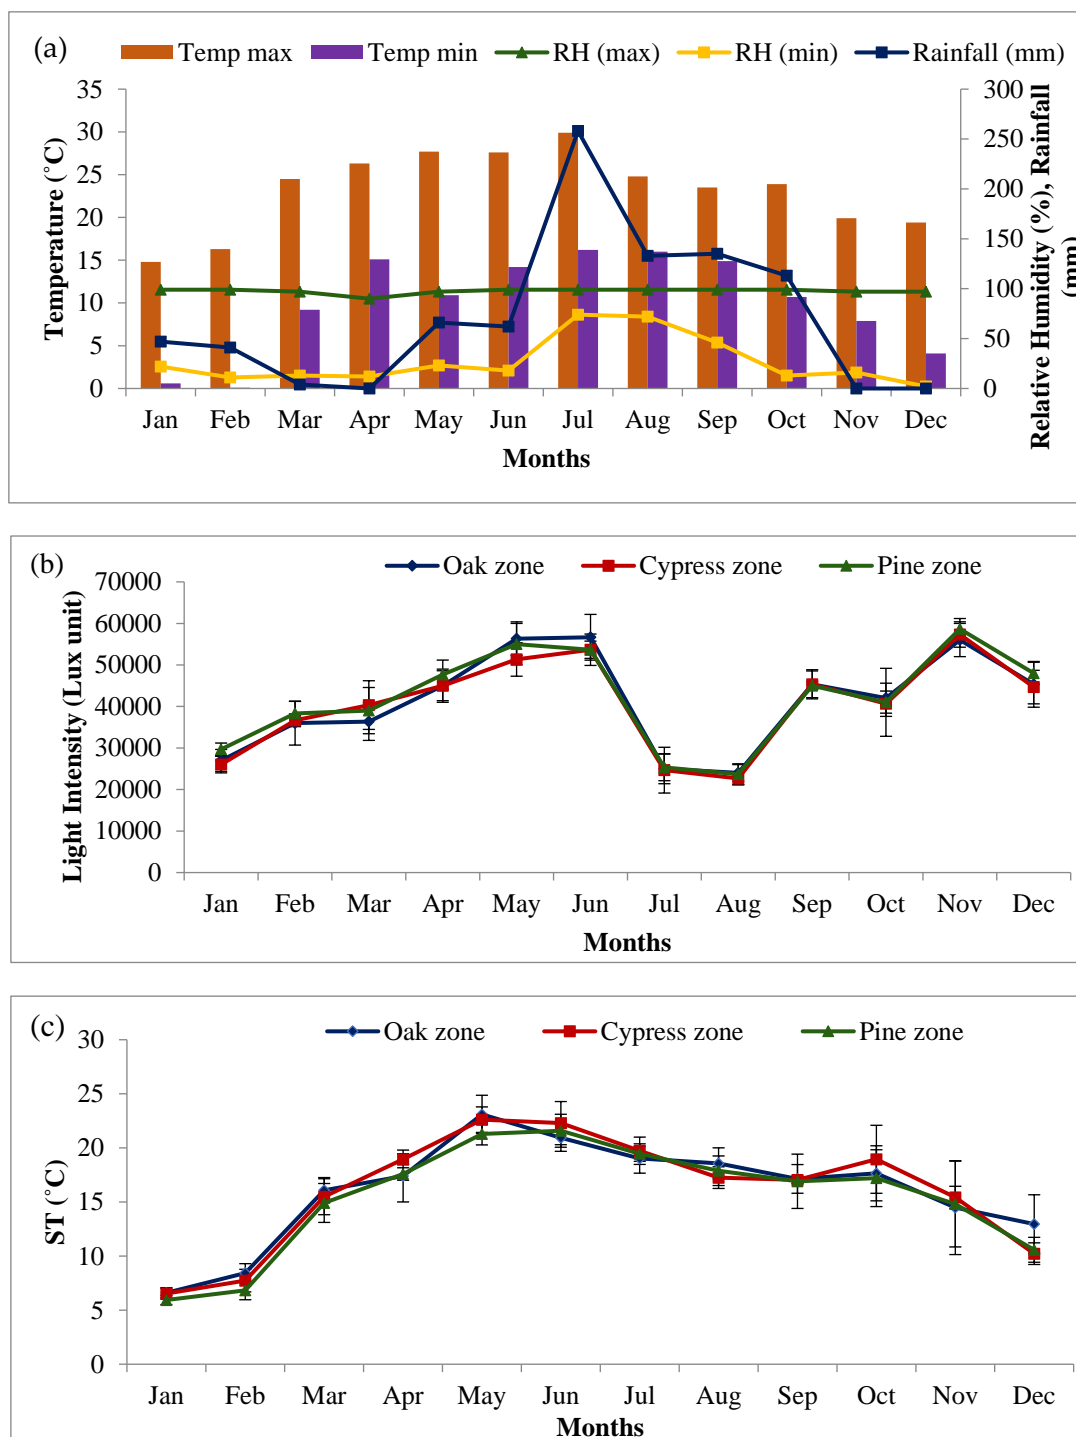 (a)
Temp max Temp min RH (max) RH (min) Rainfall (mm)
35
30
25
20
15
10
5
0
300
250
200
150
100
50
0
Temperature (˚C)
Relative Humidity (%), Rainfall
(mm)
Jan Feb Mar Apr May Jun Jul Aug Sep Oct Nov Dec
Months
(b)
Oak zone Cypress zone Pine zone
70000
60000
50000
40000
30000
20000
10000
0
Light Intensity (Lux unit)
Jan Feb Mar Apr May Jun Jul Aug Sep Oct Nov Dec
Months
(c)
Oak zone Cypress zone Pine zone
30
25
20
15
10
5
0
ST (˚C)
Jan Feb Mar Apr May Jun Jul Aug Sep Oct Nov Dec
Months